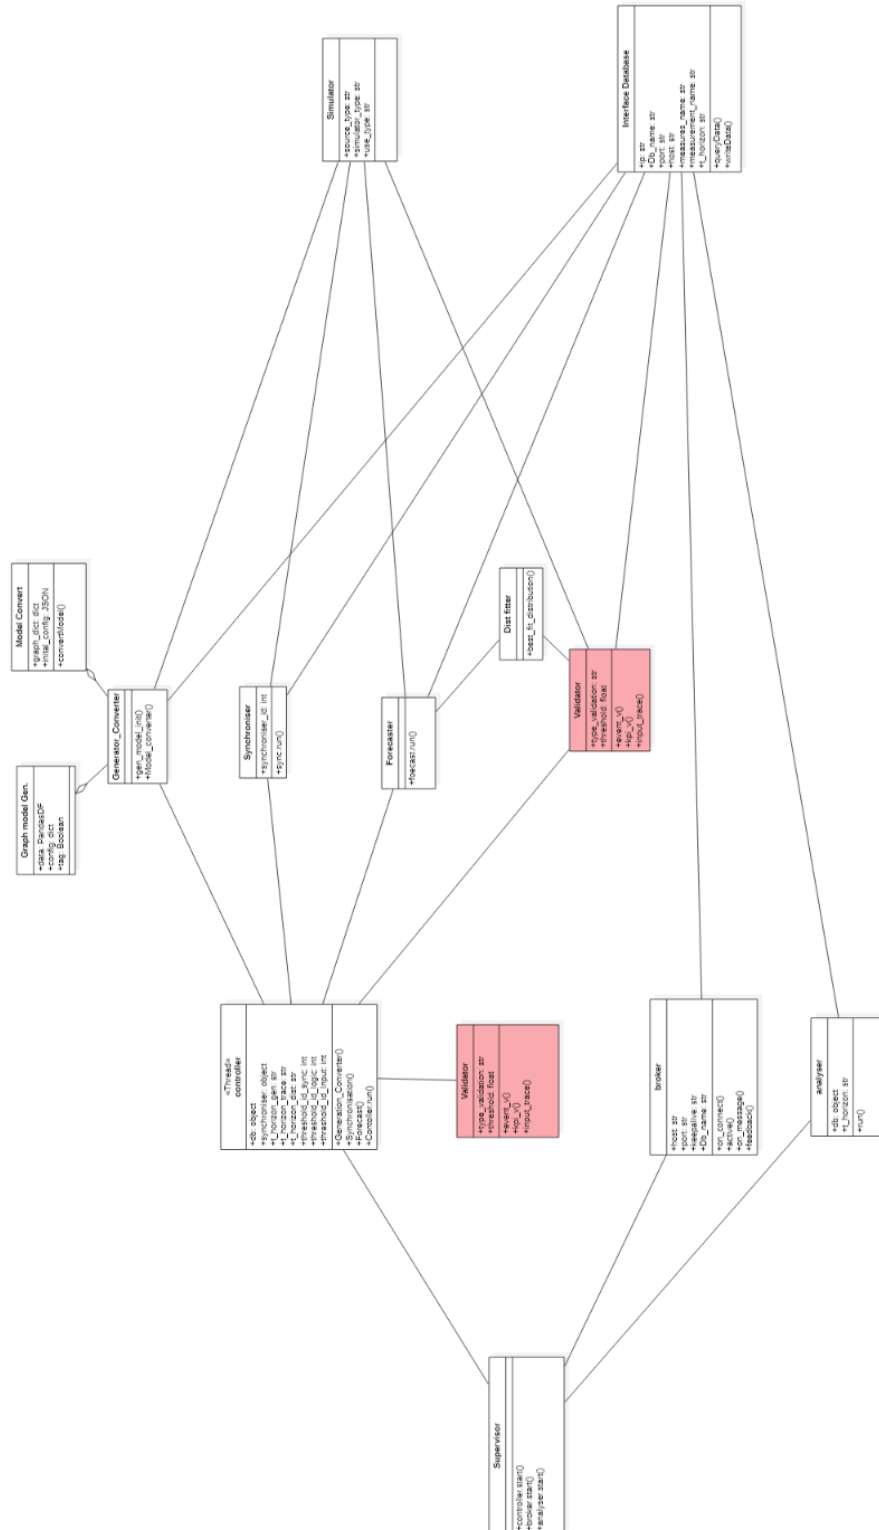 Supervisor
+controller.start()
+broker.start()
+analyser.start()
«Thread»
controller
+db: object
+synchroniser: object
+t_horizon_gen: str
+t_horizon_trace: str
+t_horizon_dist: str
+threshold_id_sync: int
+threshold_id_logic: int
+threshold_id_input: int
+Generation_Converter()
+Synchronisation()
+Forecast()
+Contoller.run()
Validator
+type_validation: str
+threshold: float
+event_v()
+kpi_v()
+input_trace()
broker
+host: str
+port: str
+keepalive: str
+Db_name: str
+on_connect()
+active()
+on_message()
+feedback()
analyser
+db: object
+t_horizon: str
+run()
Graph model Gen.
+data: PandasDF
+config: dict
+tag: Boolean
Model Convert
+graph_dict: dict
+inital_config: JSON
+convertModel()
Generator_Converter
+gen_model_init()
+Model_converter()
Synchroniser
+synchroniser_id: int
+sync.run()
Forecaster
+foecast.run()
Dist fitter
+best_fit_distribution()
Validator
+type_validation: str
+threshold: float
+event_v()
+kpi_v()
+input_trace()
Simulator
+source_type: str
+simulator_type: str
+use_type: str
Interface Database
+ip: str
+Db_name: str
+port: str
+host: str
+measures_name: str
+measurement_name: str
+t_horizon: str
+queryData()
+writeData()